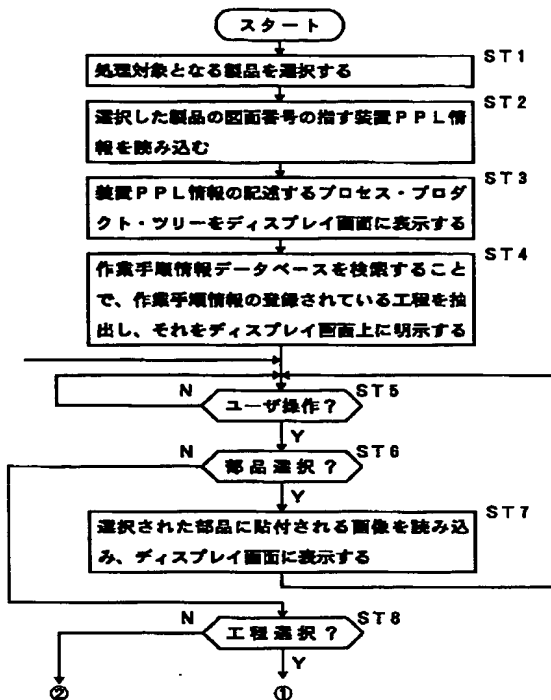 スタート
ST1
処理対象となる製品を選択する
ST2
選択した製品の図面番号の指す装置PPL情
報を読み込む
ST3
装置PPL情報の記述するプロセス・プロダ
クト・ツリーをディスプレイ画面に表示する
ST4
作業手順情報データベースを検索すること
で、作業手順情報の登録されている工程を抽
出し、それをディスプレイ画面上に明示する
N
ST5
ユーザ操作?
Y
N
ST6
部品選択?
Y
ST7
選択された部品に貼付される画像を読み込
み、ディスプレイ画面に表示する
N
ST8
工程選択?
Y
②
①